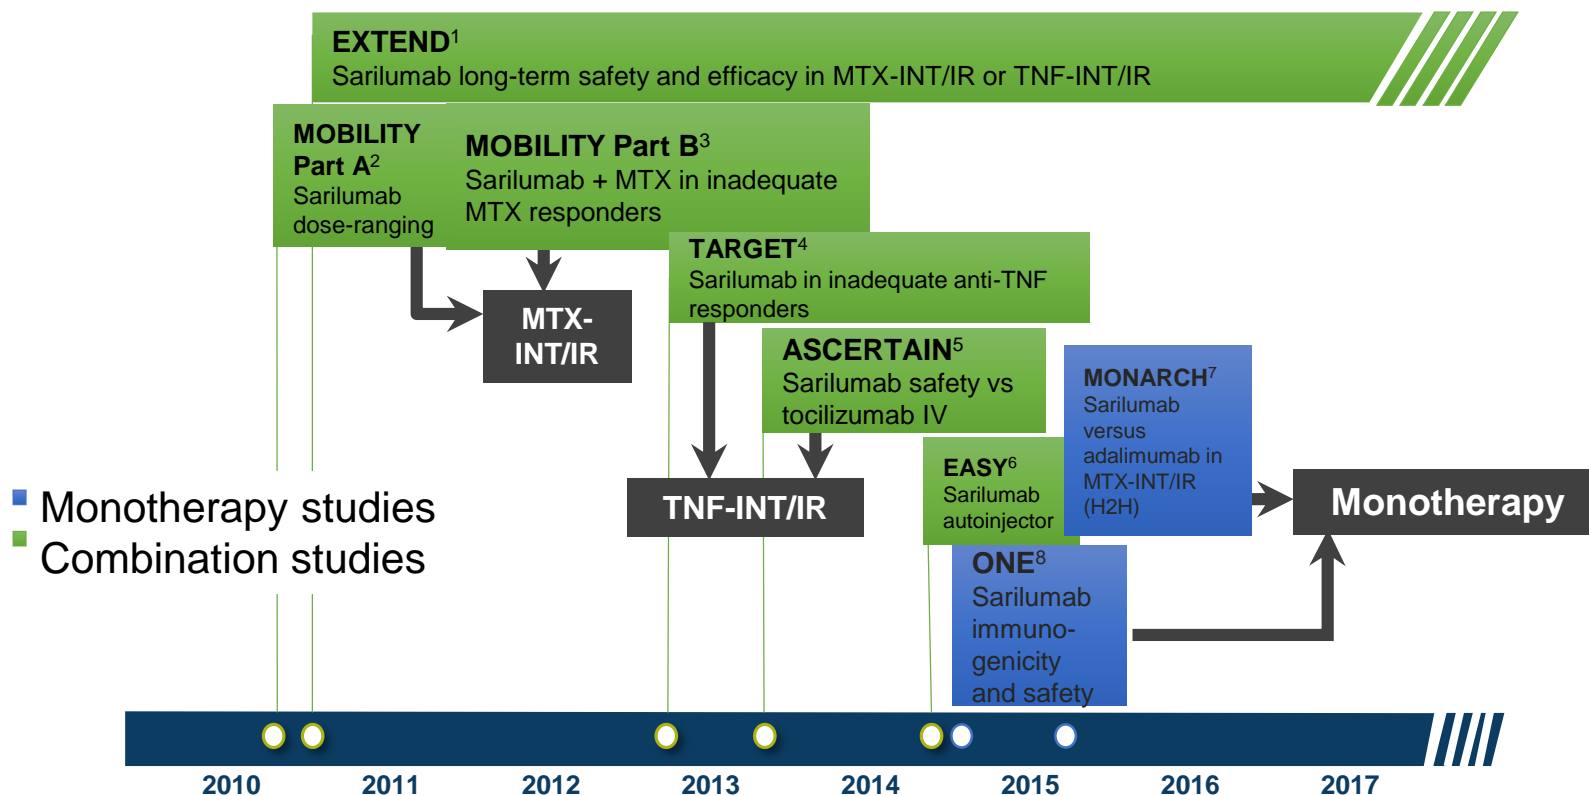 EXTEND¹
Sarilumab long-term safety and efficacy in MTX-INT/IR or TNF-INT/IR
MOBILITY
Part A²
Sarilumab
dose-ranging
MOBILITY Part B³
Sarilumab + MTX in inadequate
MTX responders
TARGET⁴
Sarilumab in inadequate anti-TNF
responders
MTX-
INT/IR
ASCERTAIN⁵
Sarilumab safety vs
tocilizumab IV
MONARCH⁷
Sarilumab
versus
adalimumab in
MTX-INT/IR
(H2H)
EASY⁶
Sarilumab
autoinjector
TNF-INT/IR
Monotherapy
Monotherapy studies
Combination studies
ONE⁸
Sarilumab
immuno-
genicity
and safety
2010 2011 2012 2013 2014 2015 2016 2017